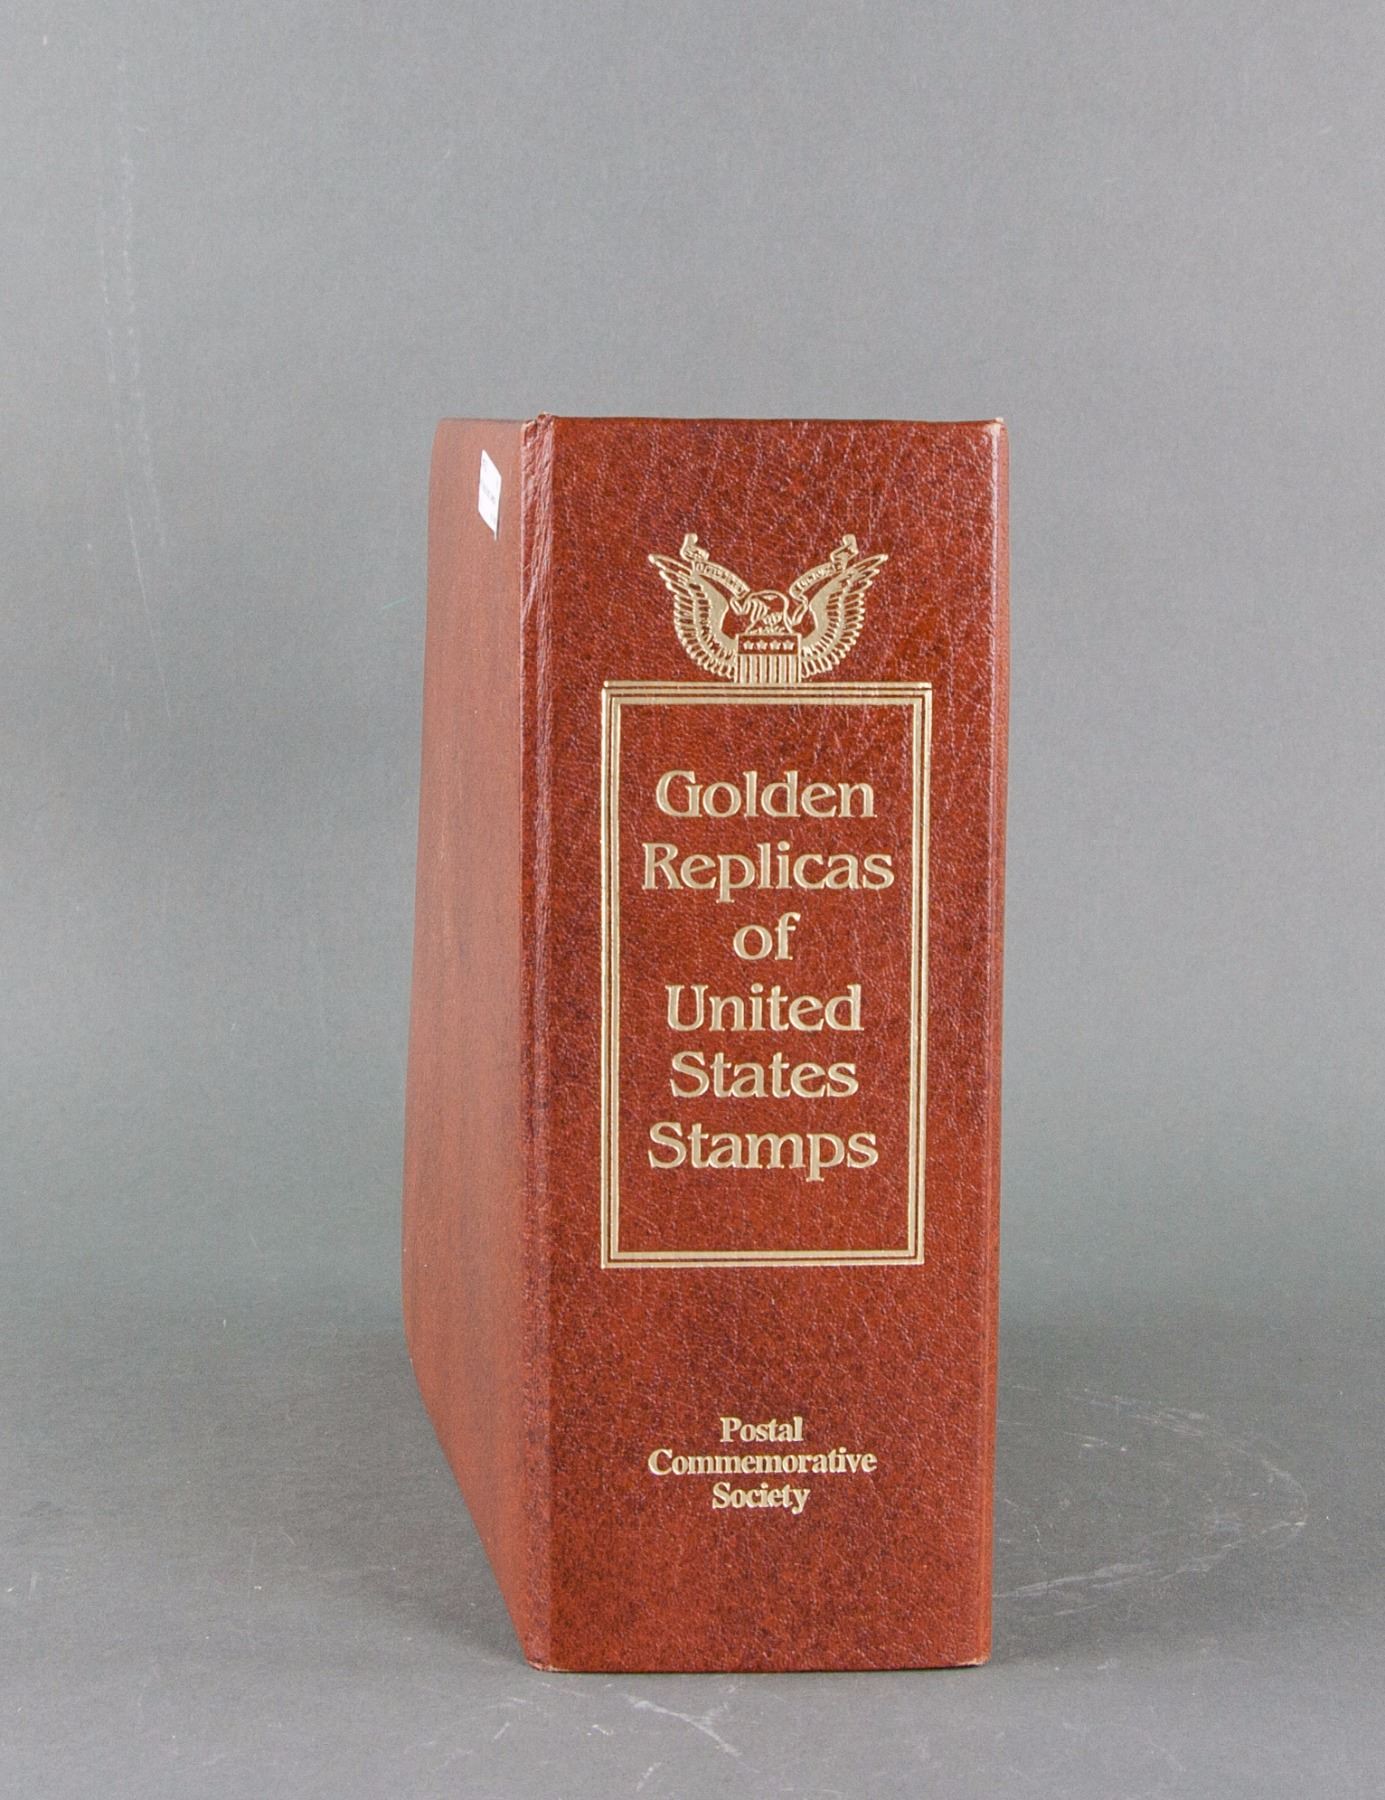 Golden
Replicas
of
United
States
Stamps
Postal
Commemorative
Society